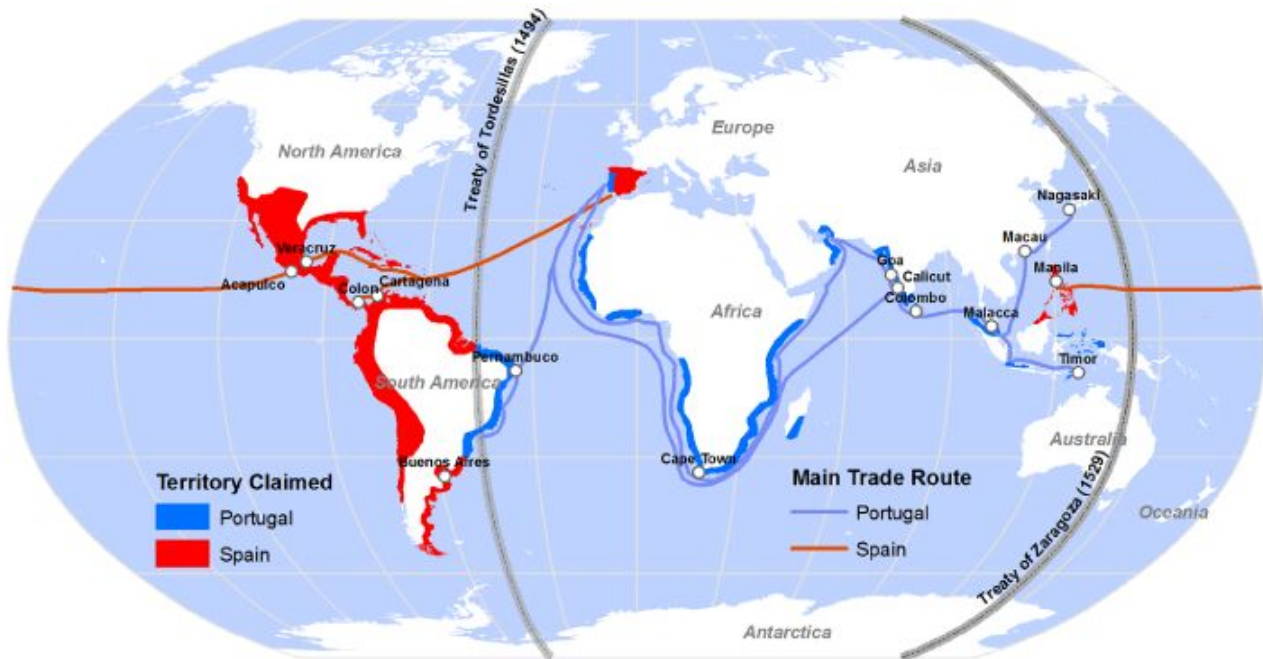 Treaty of Tordesillas (1494)
Europe
North America
Asia
Nagasaki
Macau
Veracruz
Goa
Manila
Acapulco
Cartagena
Calicut
Colon
Colombo
Africa
Malacca
Pernambuco
Timor
South America
Australia
Buenos Aires
Cape Town
Territory Claimed
Portugal
Spain
Main Trade Route
Portugal
Spain
Oceania
Treaty of Zaragoza (1529)
Antarctica